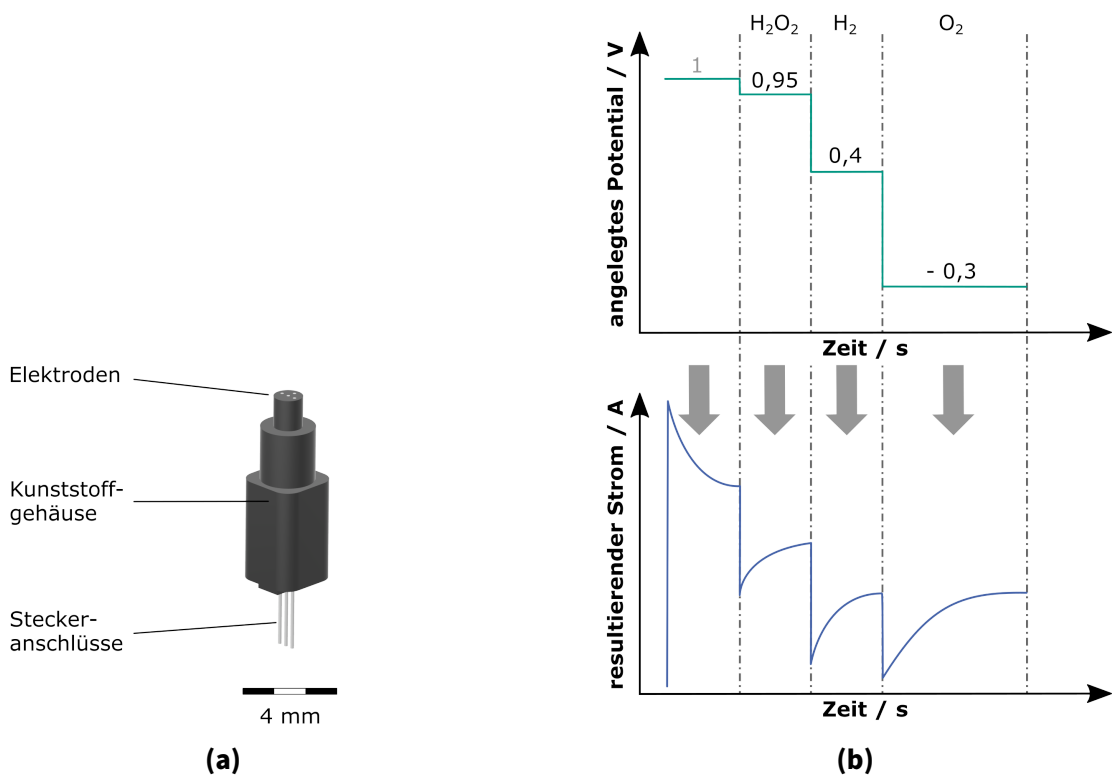 Elektroden
Kunststoff-
gehäuse
Stecker-
anschlüsse
4 mm
(a)
H₂O₂ H₂ O₂
angelegtes Potential / V
1
0,95
0,4
- 0,3
Zeit / s
resultierender Strom / A
Zeit / s
(b)